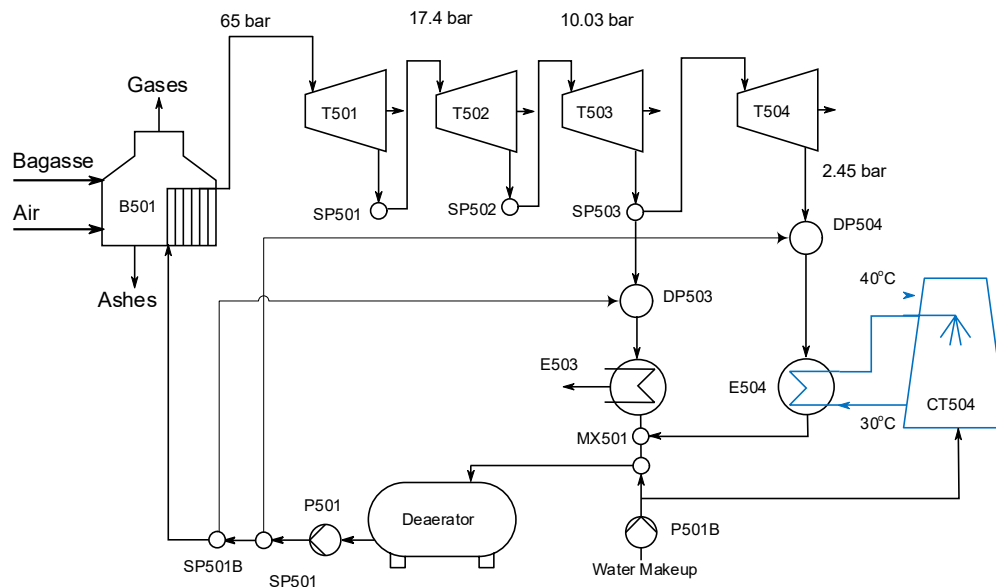 65 bar
17.4 bar
10.03 bar
Gases
T501
T502
T503
T504
Bagasse
B501
2.45 bar
Air
SP501
SP502
SP503
DP504
Ashes
40°C
DP503
E503
E504
CT504
30°C
MX501
P501
Deaerator
P501B
SP501B
SP501
Water Makeup